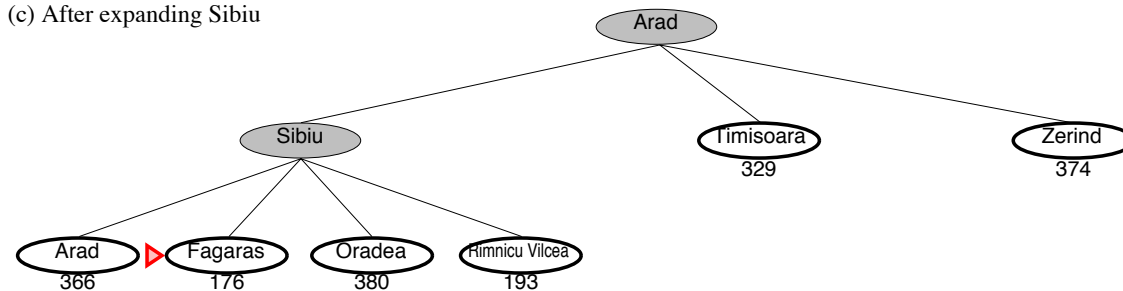 (c) After expanding Sibiu
Arad
Sibiu
Timisoara
Zerind
329
374
Arad
Fagaras
Oradea
Rimnicu Vilcea
366
176
380
193